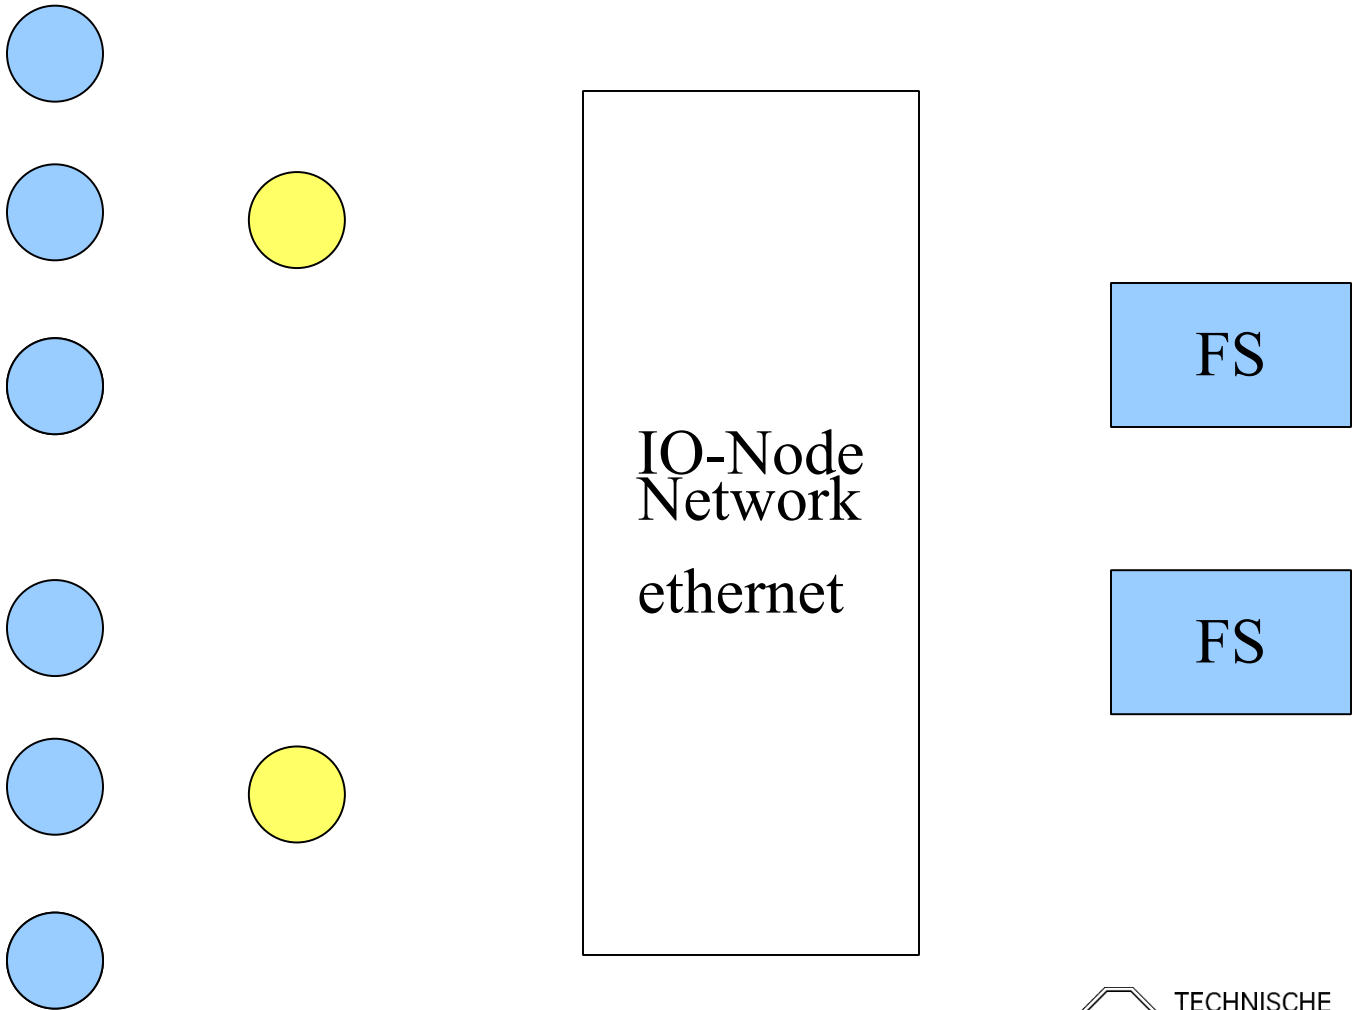 FS
IO-Node
Network
ethernet
FS
TECHNISCHE